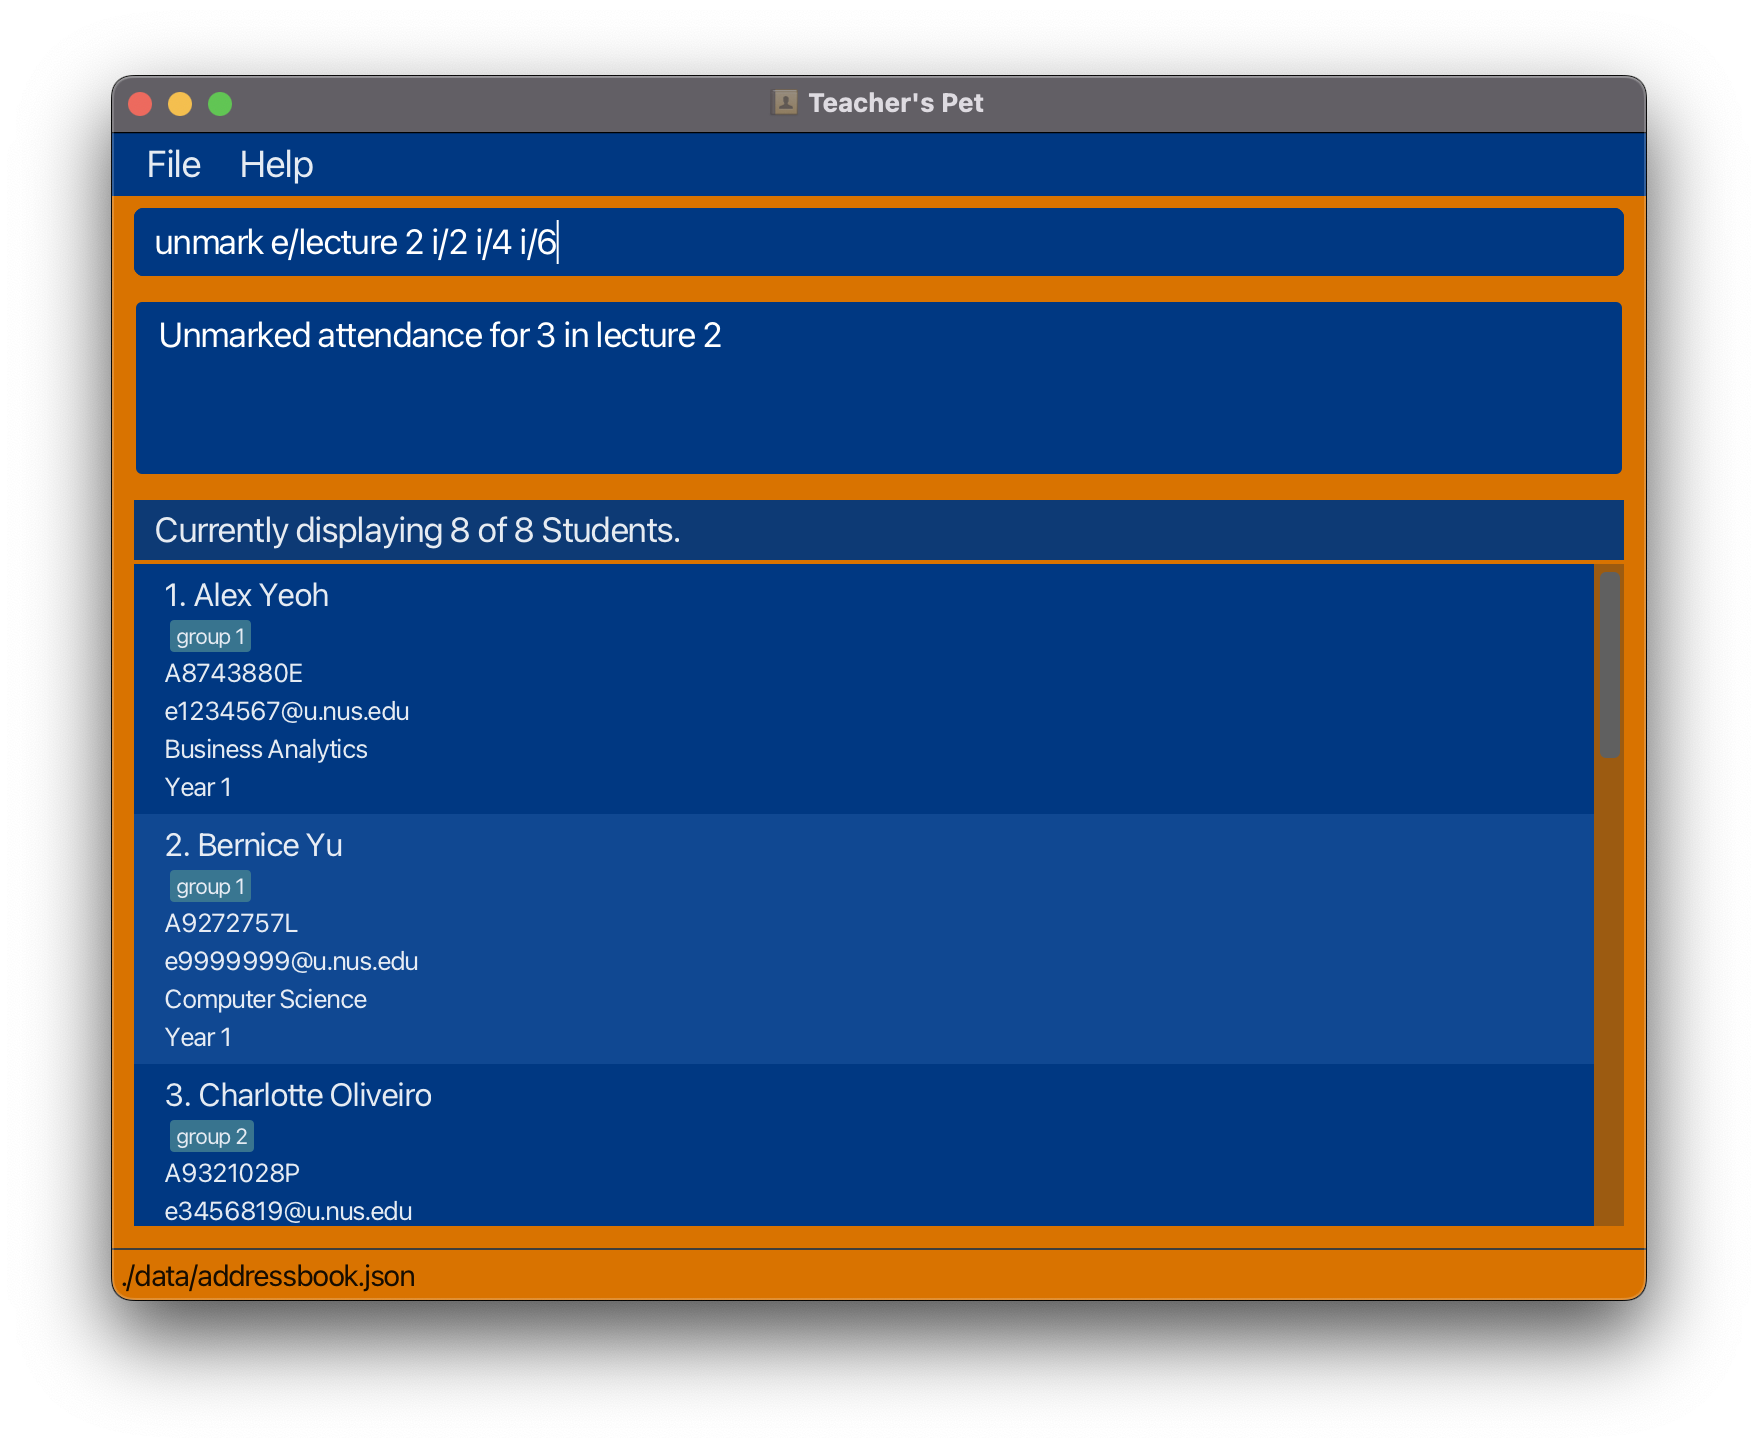 Teacher's Pet
File Help
unmark e/lecture 2 i/2 i/4 i/6
Unmarked attendance for 3 in lecture 2
Currently displaying 8 of 8 Students.
1. Alex Yeoh
group 1
A8743880E
e1234567@u.nus.edu
Business Analytics
Year 1
2. Bernice Yu
group 1
A9272757L
e9999999@u.nus.edu
Computer Science
Year 1
3. Charlotte Oliveiro
group 2
A9321028P
e3456819@u.nus.edu
./data/addressbook.json